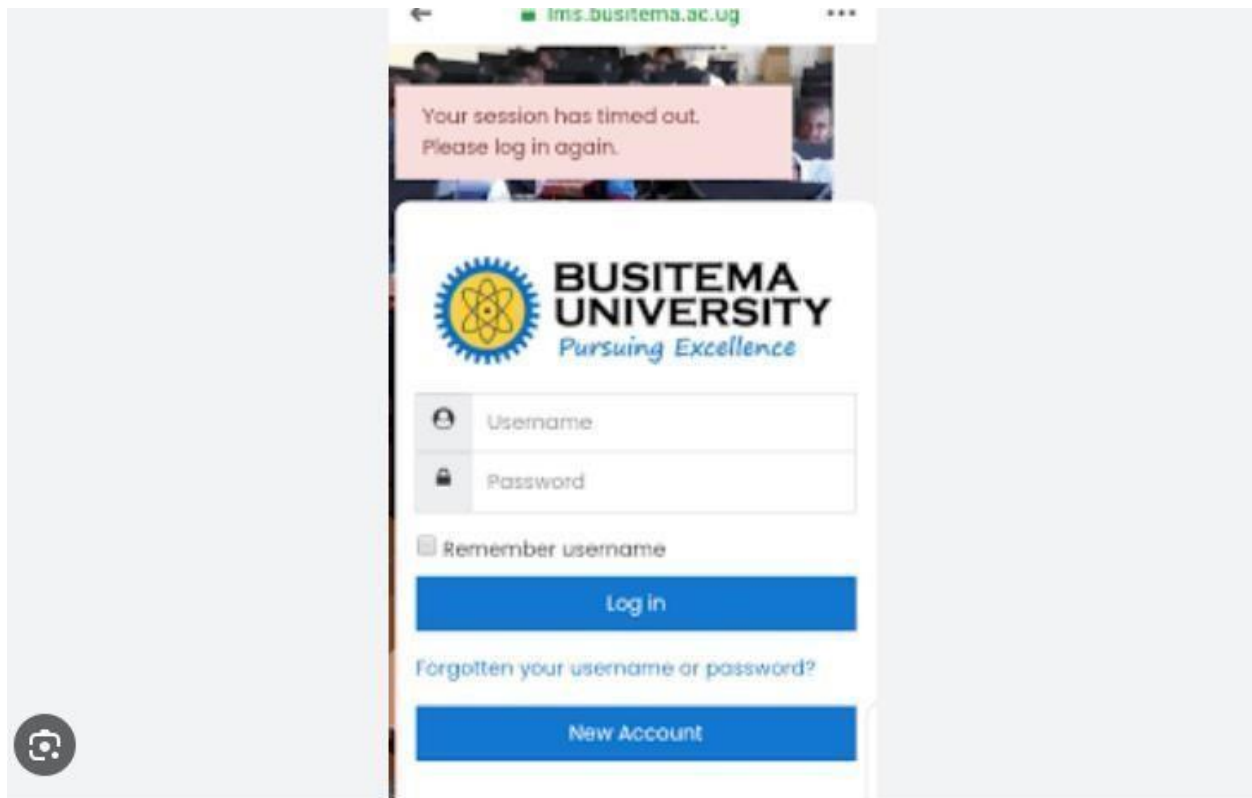 lms.busitema.ac.ug
Your session has timed out.
Please log in again.
BUSITEMA
UNIVERSITY
Pursuing Excellence
Username
Password
Remember username
Log in
Forgotten your username or password?
New Account